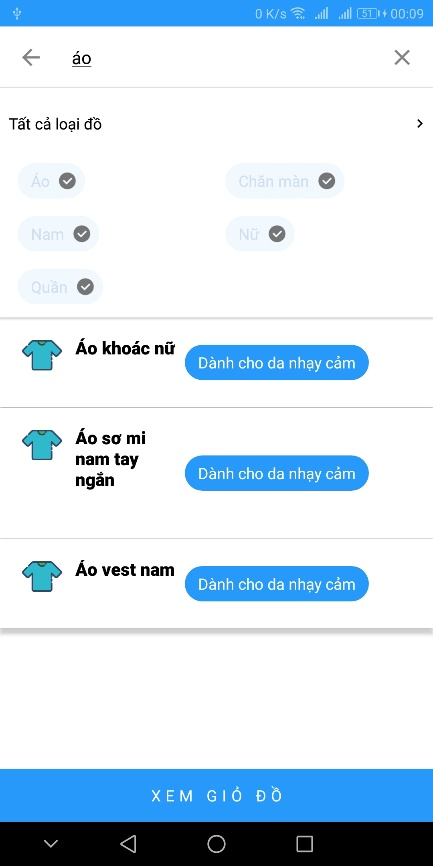 0 K/s 51 00:09
áo
Tất cả loại đồ
Áo Chăn màn
Nam Nữ
Quần
Áo khoác nữ
Dành cho da nhạy cảm
Áo sơ mi
nam tay
ngắn
Dành cho da nhạy cảm
Áo vest nam
Dành cho da nhạy cảm
XEM GIỎ ĐỒ